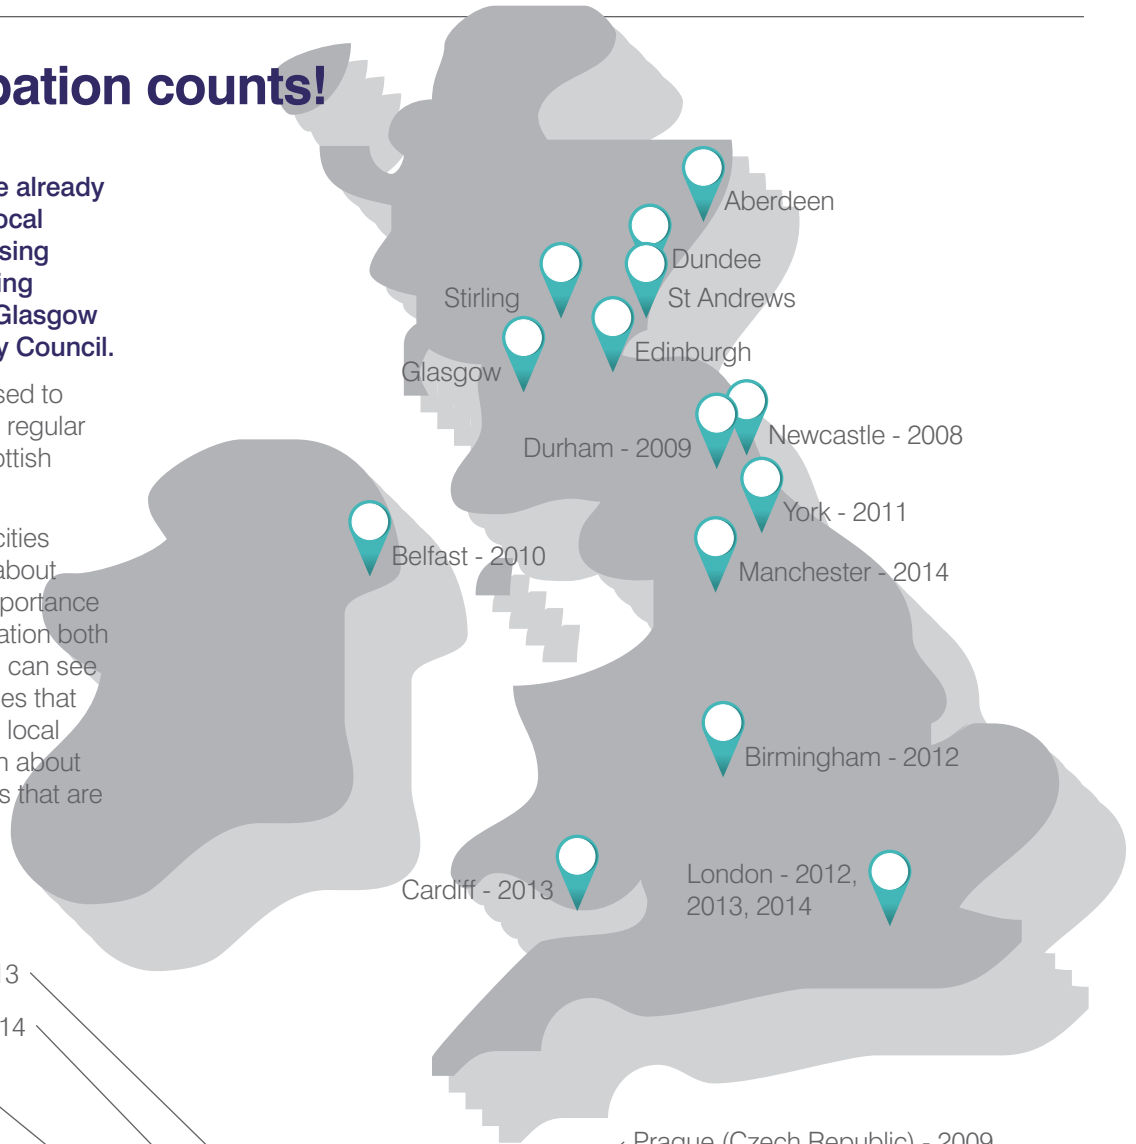 pation counts!
e already
ocal
sing
ing
Glasgow
y Council.
sed to
regular
ottish
cities
about
portance
ation both
can see
es that
local
n about
s that are
Aberdeen
Dundee
St Andrews
Stirling
Edinburgh
Glasgow
Newcastle - 2008
Durham - 2009
York - 2011
Belfast - 2010
Manchester - 2014
Birmingham - 2012
Cardiff - 2013
London - 2012,
2013, 2014
13
14
Prague (Czech Republic) - 2009